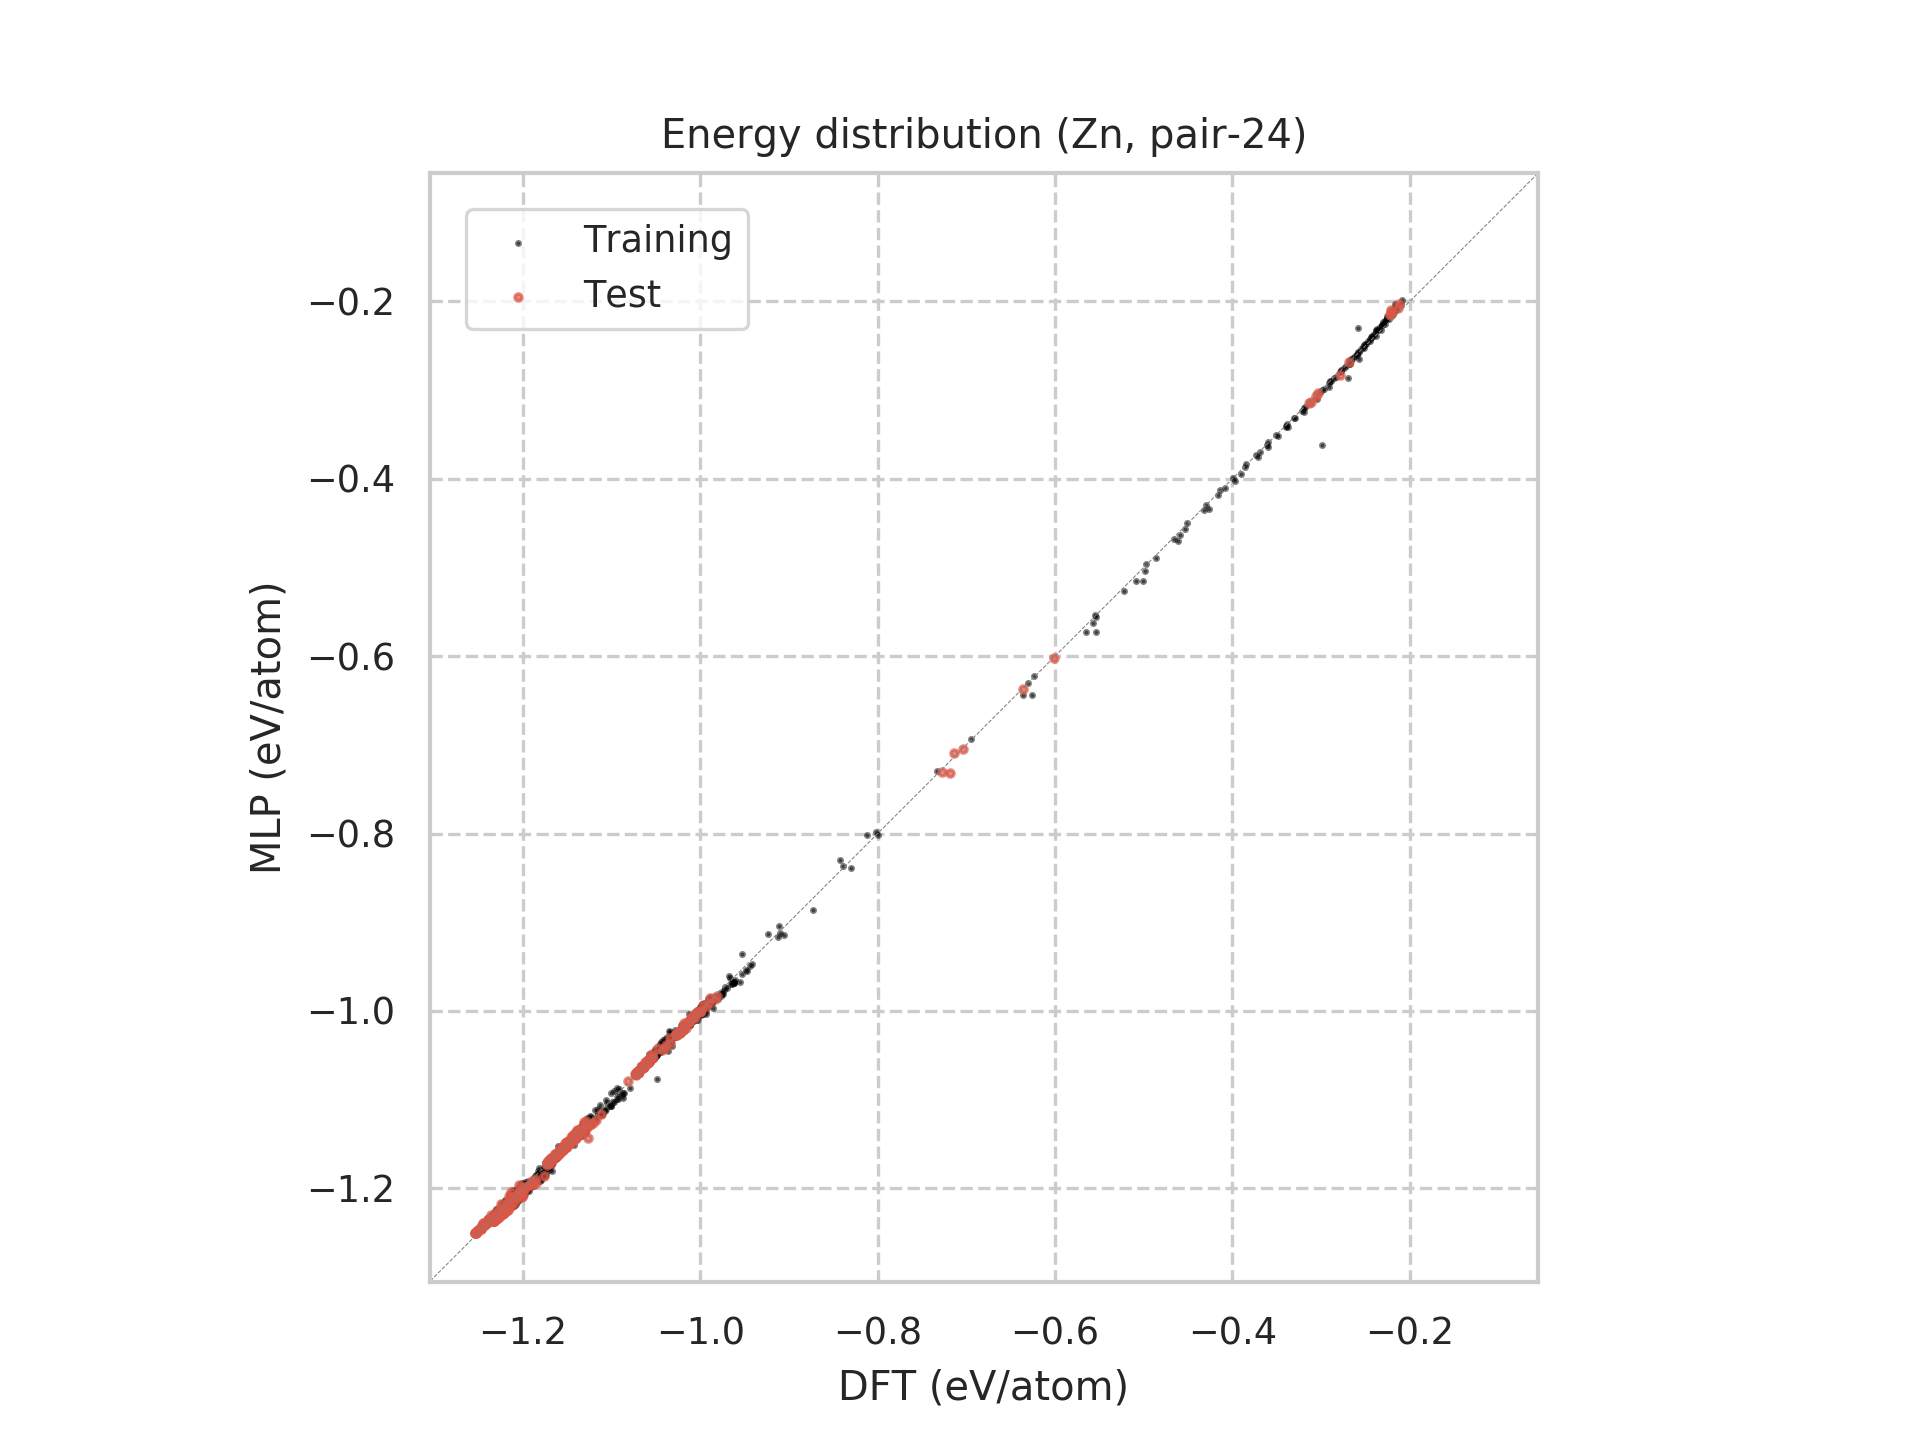 Energy distribution (Zn, pair-24)
Training
Test
−0.2
−0.4
−0.6
−0.8
−1.0
−1.2
MLP (eV/atom)
−1.2 −1.0 −0.8 −0.6 −0.4 −0.2
DFT (eV/atom)